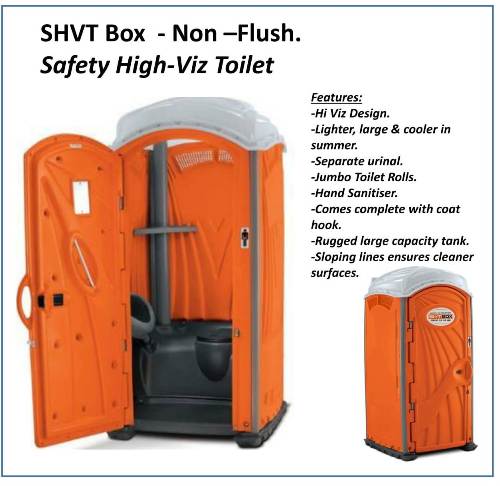 SHVT Box  - Non –Flush.
Safety High-Viz Toilet
Features:
-Hi Viz Design.
-Lighter, large & cooler in
summer.
-Separate urinal.
-Jumbo Toilet Rolls.
-Hand Sanitiser.
-Comes complete with coat
hook.
-Rugged large capacity tank.
-Sloping lines ensures cleaner
surfaces.
SHVTBOX